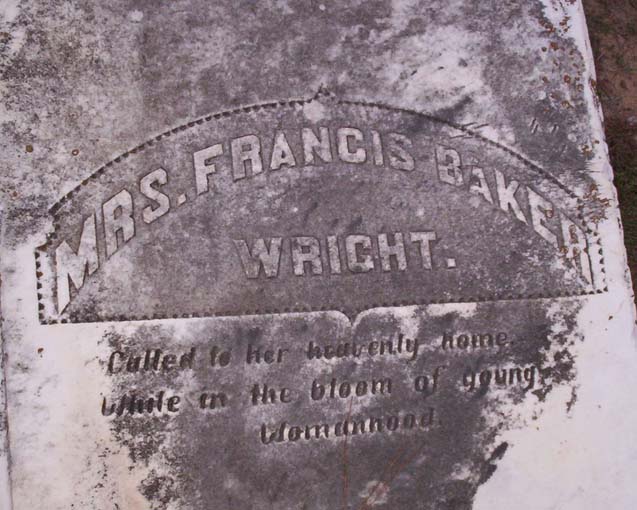 MRS. FRANCIS BAKER
WRIGHT.
Called to her heavenly home.
While in the bloom of young
Womanhood.